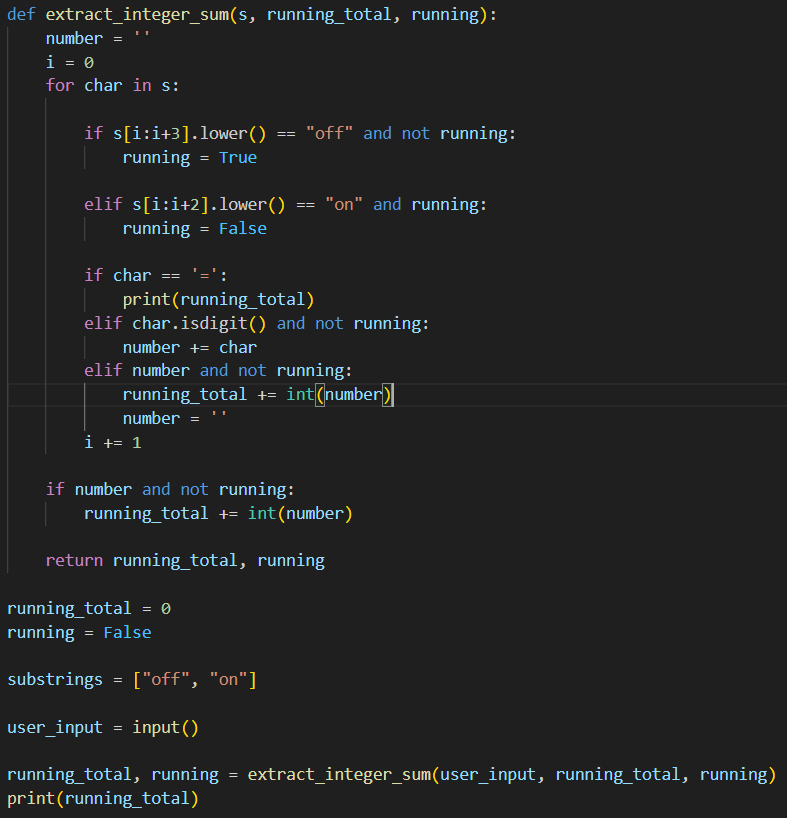 def extract_integer_sum(s, running_total, running):
    number = ''
    i = 0
    for char in s:

        if s[i:i+3].lower() == "off" and not running:
            running = True

        elif s[i:i+2].lower() == "on" and running:
            running = False

        if char == '=':
            print(running_total)
        elif char.isdigit() and not running:
            number += char
        elif number and not running:
            running_total += int(number)
            number = ''
        i += 1

    if number and not running:
        running_total += int(number)

    return running_total, running

running_total = 0
running = False

substrings = ["off", "on"]

user_input = input()

running_total, running = extract_integer_sum(user_input, running_total, running)
print(running_total)